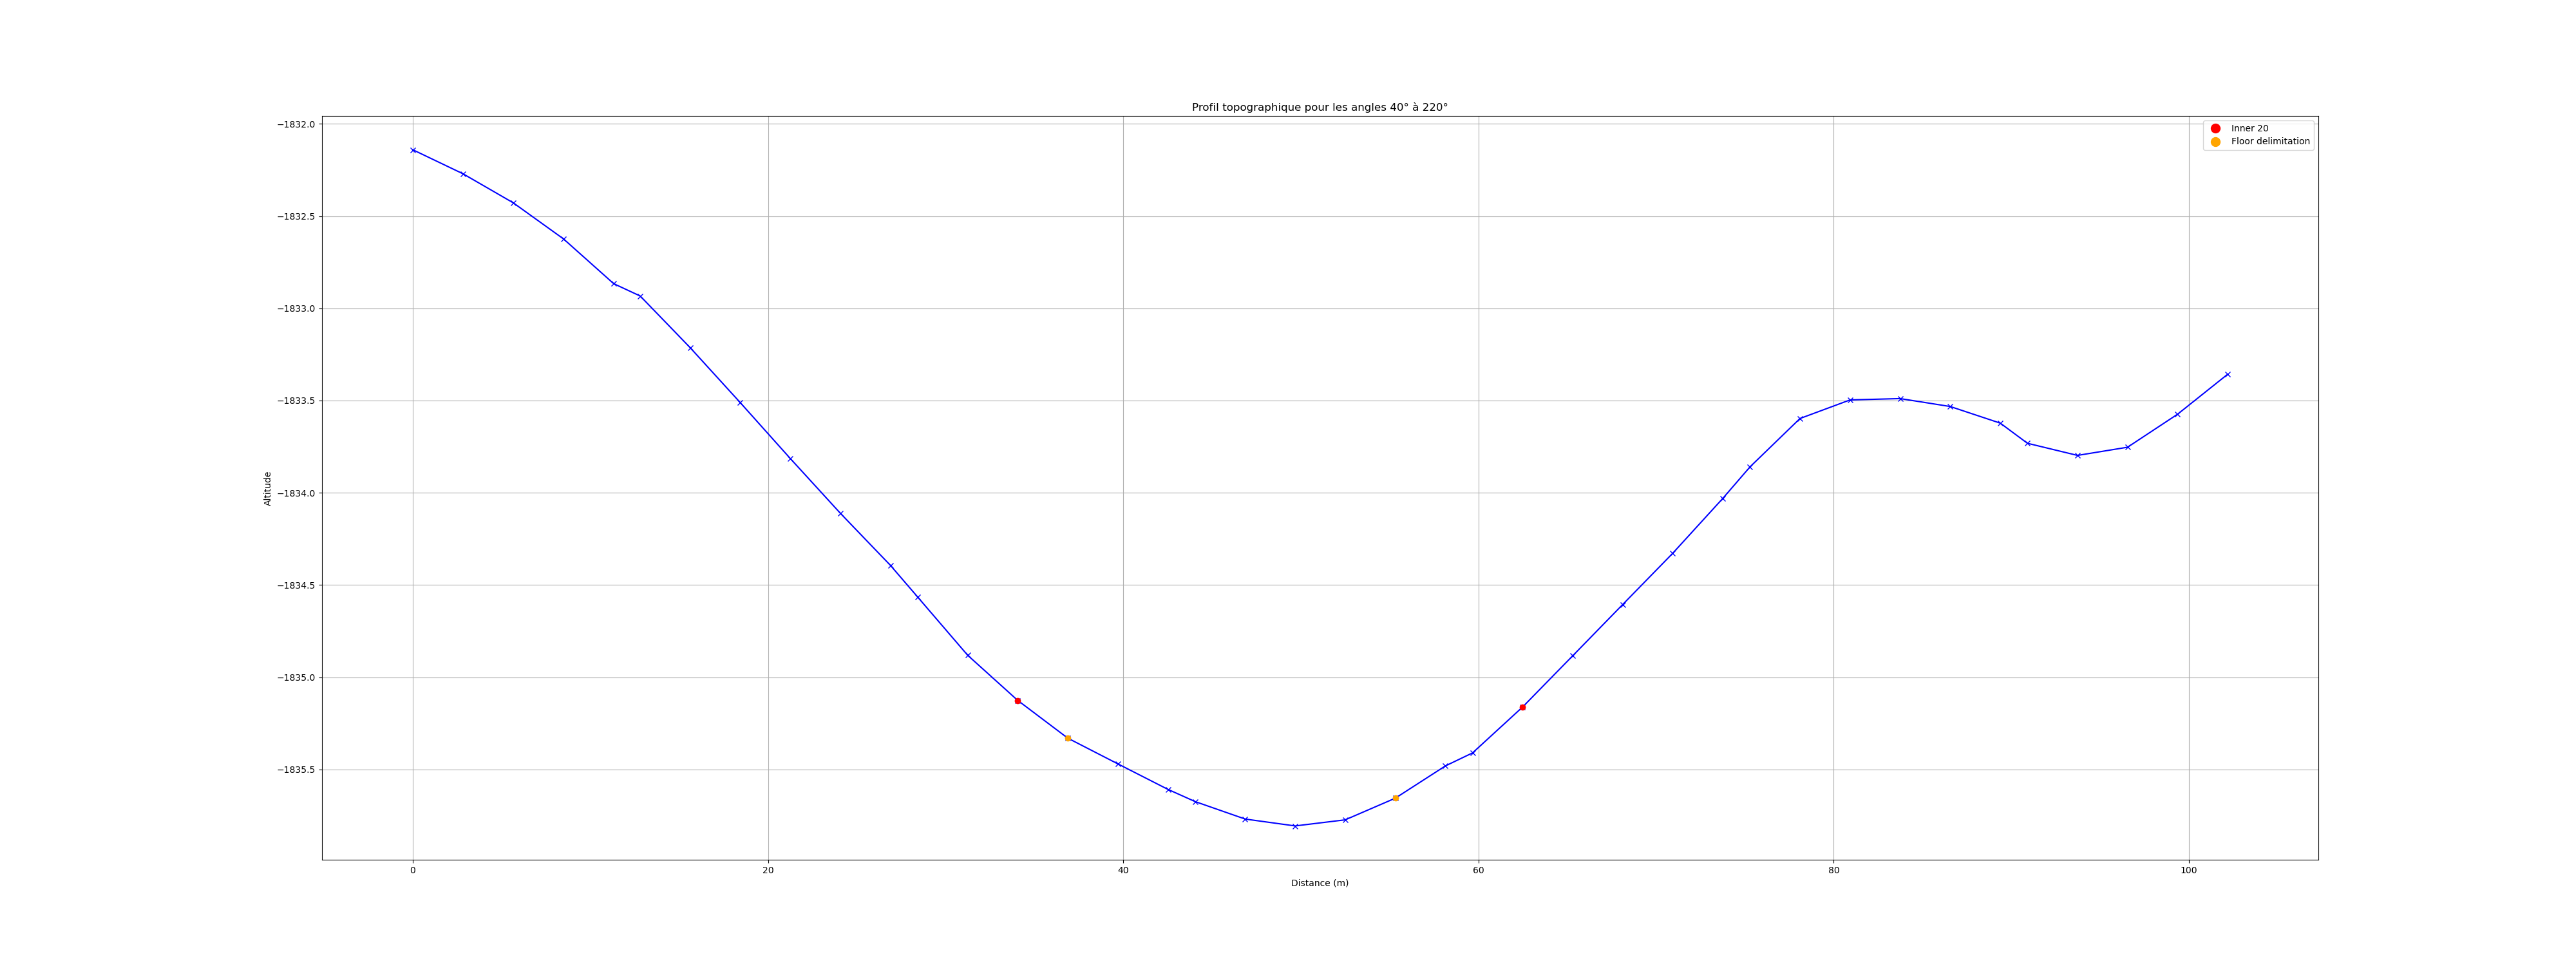 Profil topographique pour les angles 40° à 220°
Inner 20
Floor delimitation
−1832.0
−1832.5
−1833.0
−1833.5
−1834.0
−1834.5
−1835.0
−1835.5
Altitude
0 20 40 60 80 100
Distance (m)